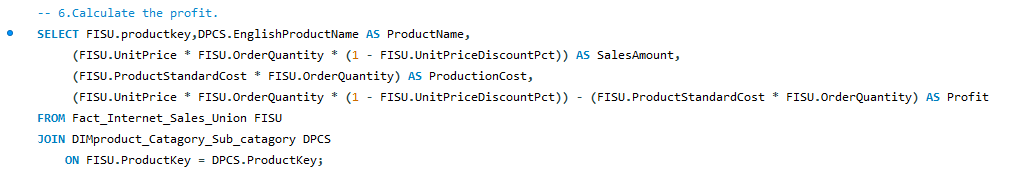 -- 6.Calculate the profit.
SELECT FISU.productkey,DPCS.EnglishProductName AS ProductName,
(FISU.UnitPrice * FISU.OrderQuantity * (1 - FISU.UnitPriceDiscountPct)) AS SalesAmount,
(FISU.ProductStandardCost * FISU.OrderQuantity) AS ProductionCost,
(FISU.UnitPrice * FISU.OrderQuantity * (1 - FISU.UnitPriceDiscountPct)) - (FISU.ProductStandardCost * FISU.OrderQuantity) AS Profit
FROM Fact_Internet_Sales_Union FISU
JOIN DIMproduct_Catagory_Sub_catagory DPCS
ON FISU.ProductKey = DPCS.ProductKey;